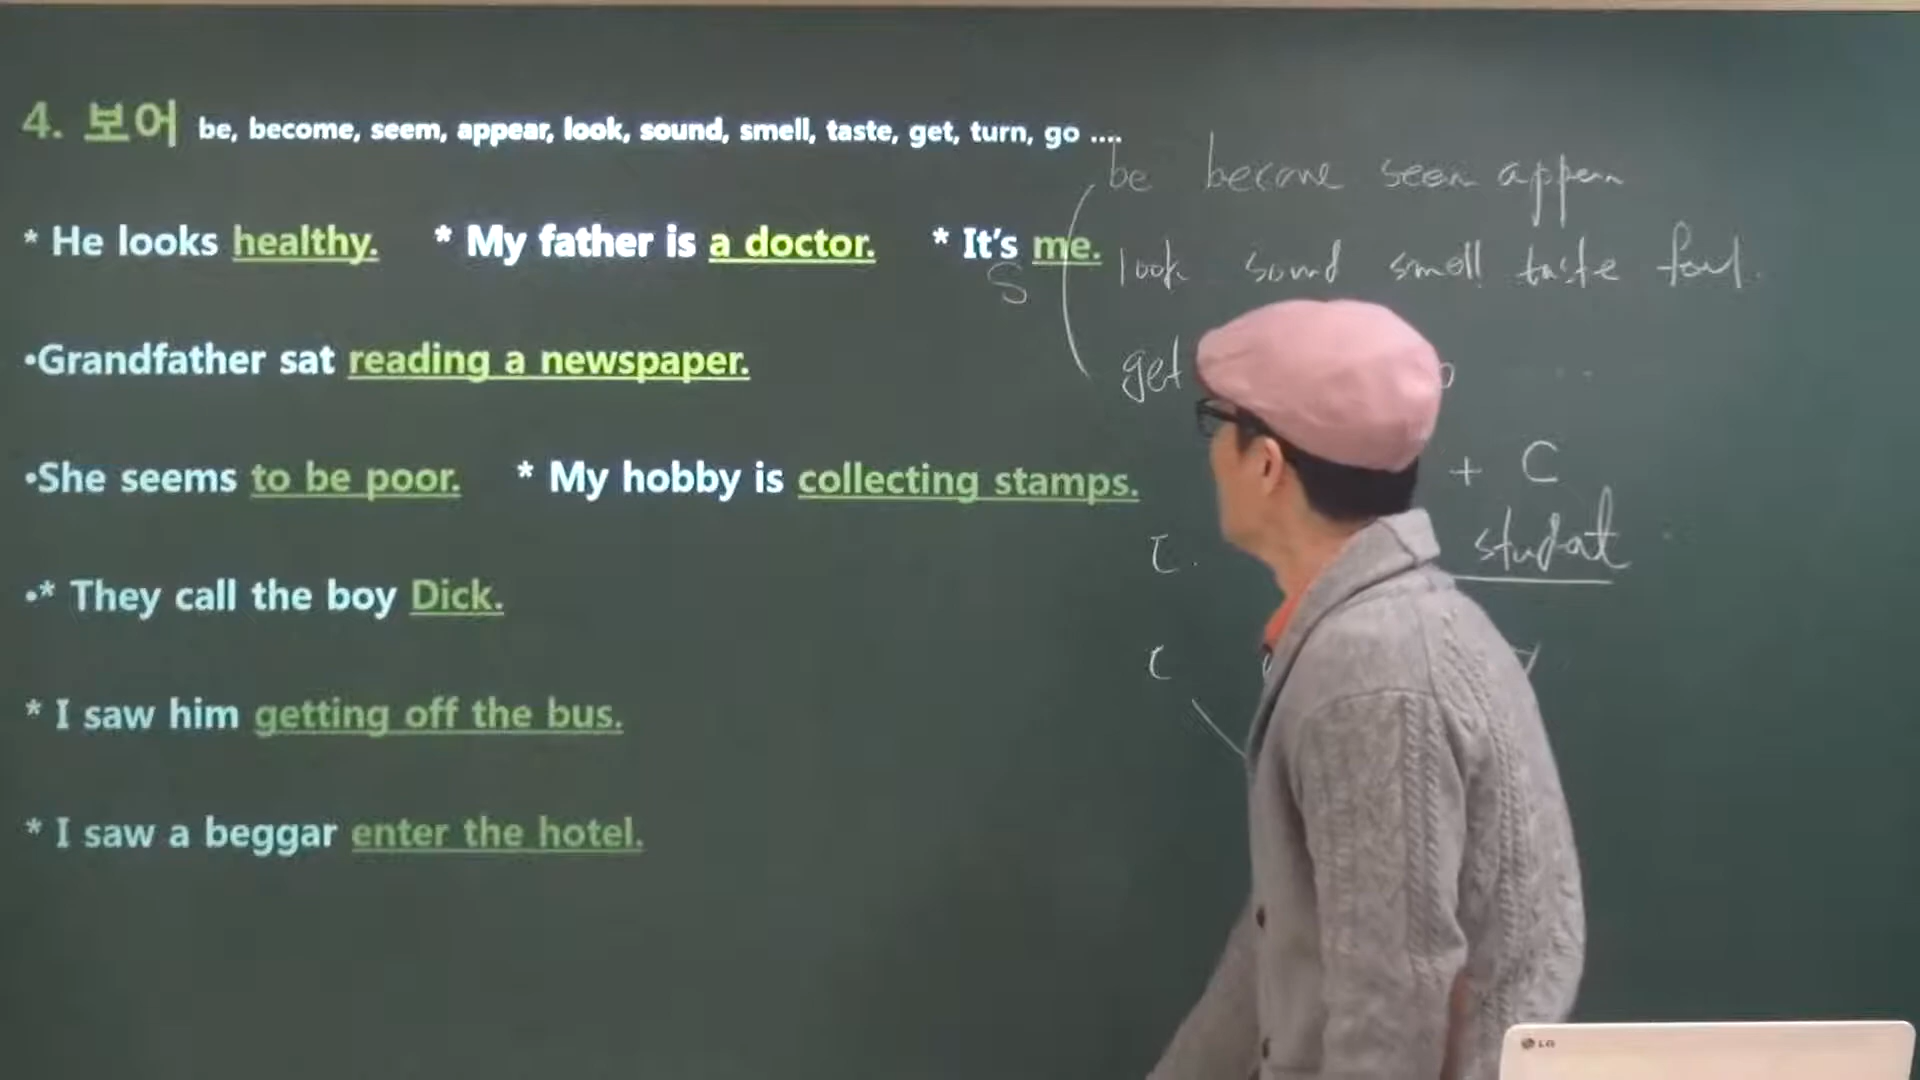 4. 보어 be, become, seem, appear, look, sound, smell, taste, get, turn, go ....
* He looks healthy. * My father is a doctor. * It's me.
•Grandfather sat reading a newspaper.
•She seems to be poor. * My hobby is collecting stamps.
•* They call the boy Dick.
* I saw him getting off the bus.
* I saw a beggar enter the hotel.
be become seem appear
S look sound smell taste feel
get
+ C
student
LG